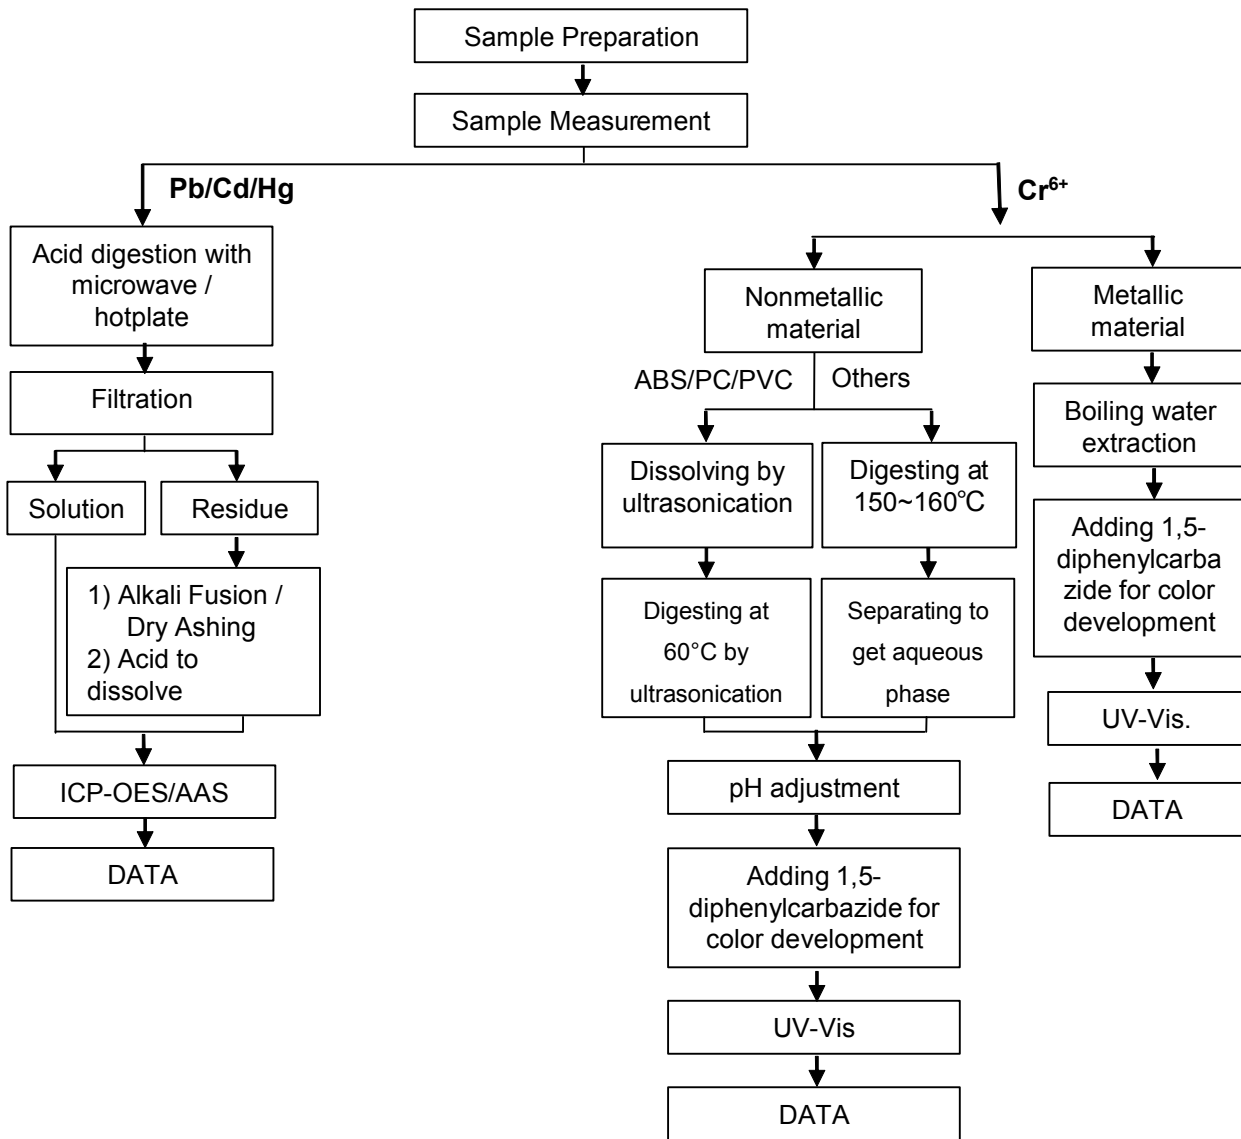 Sample Preparation
Sample Measurement
Pb/Cd/Hg
Cr⁶⁺
Acid digestion with
microwave /
hotplate
Filtration
Solution
Residue
1) Alkali Fusion /
Dry Ashing
2) Acid to
dissolve
ICP-OES/AAS
DATA
Nonmetallic
material
ABS/PC/PVC
Others
Dissolving by
ultrasonication
Digesting at
150~160℃
Digesting at
60°C by
ultrasonication
Separating to
get aqueous
phase
pH adjustment
Adding 1,5-
diphenylcarbazide for
color development
UV-Vis
DATA
Metallic
material
Boiling water
extraction
Adding 1,5-
diphenylcarba
zide for color
development
UV-Vis.
DATA